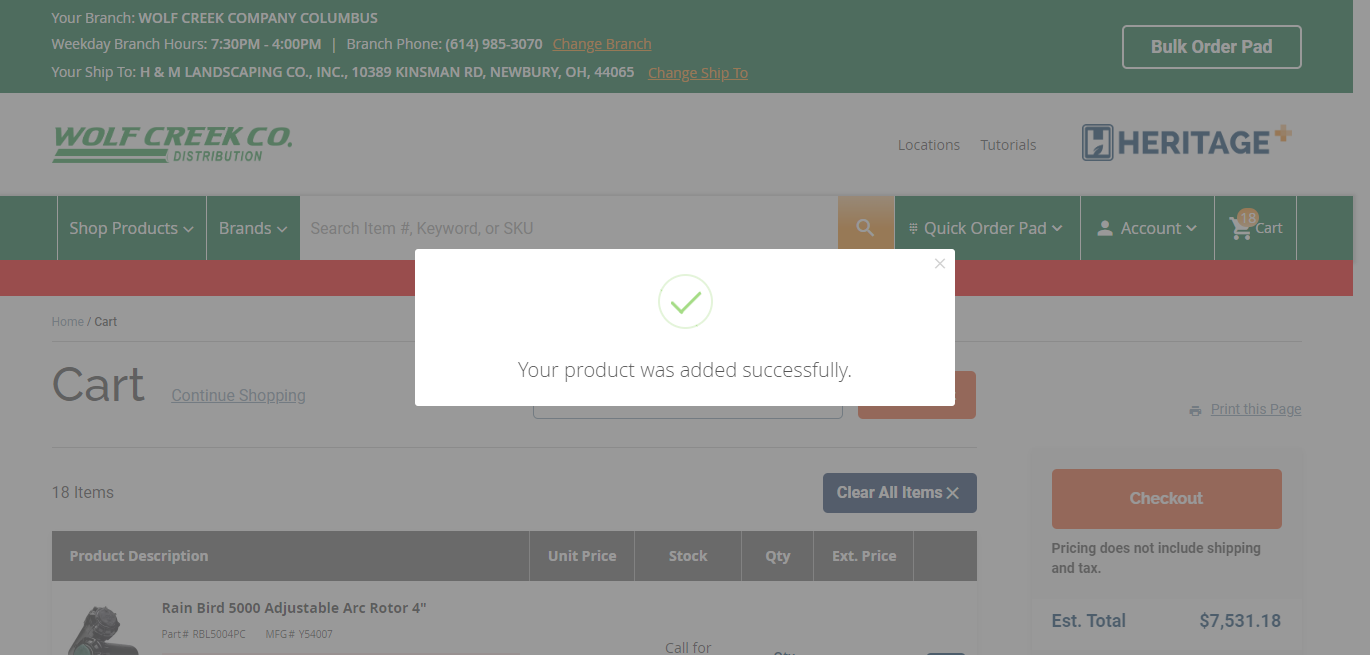 Your Branch: WOLF CREEK COMPANY COLUMBUS
Weekday Branch Hours: 7:30PM - 4:00PM | Branch Phone: (614) 985-3070 Change Branch
Your Ship To: H & M LANDSCAPING CO., INC., 10389 KINSMAN RD, NEWBURY, OH, 44065 Change Ship To
Bulk Order Pad
WOLF CREEK CO.
DISTRIBUTION
Locations Tutorials
HERITAGE+
Shop Products Brands Search Item #, Keyword, or SKU Quick Order Pad Account 18 Cart
Home / Cart
Your product was added successfully.
Cart Continue Shopping
Print this Page
18 Items
Clear All Items
Checkout
Pricing does not include shipping
and tax.
Est. Total $7,531.18
Product Description Unit Price Stock Qty Ext. Price
Rain Bird 5000 Adjustable Arc Rotor 4"
Part# RBL5004PC MFG# Y54007
Call for
Qty